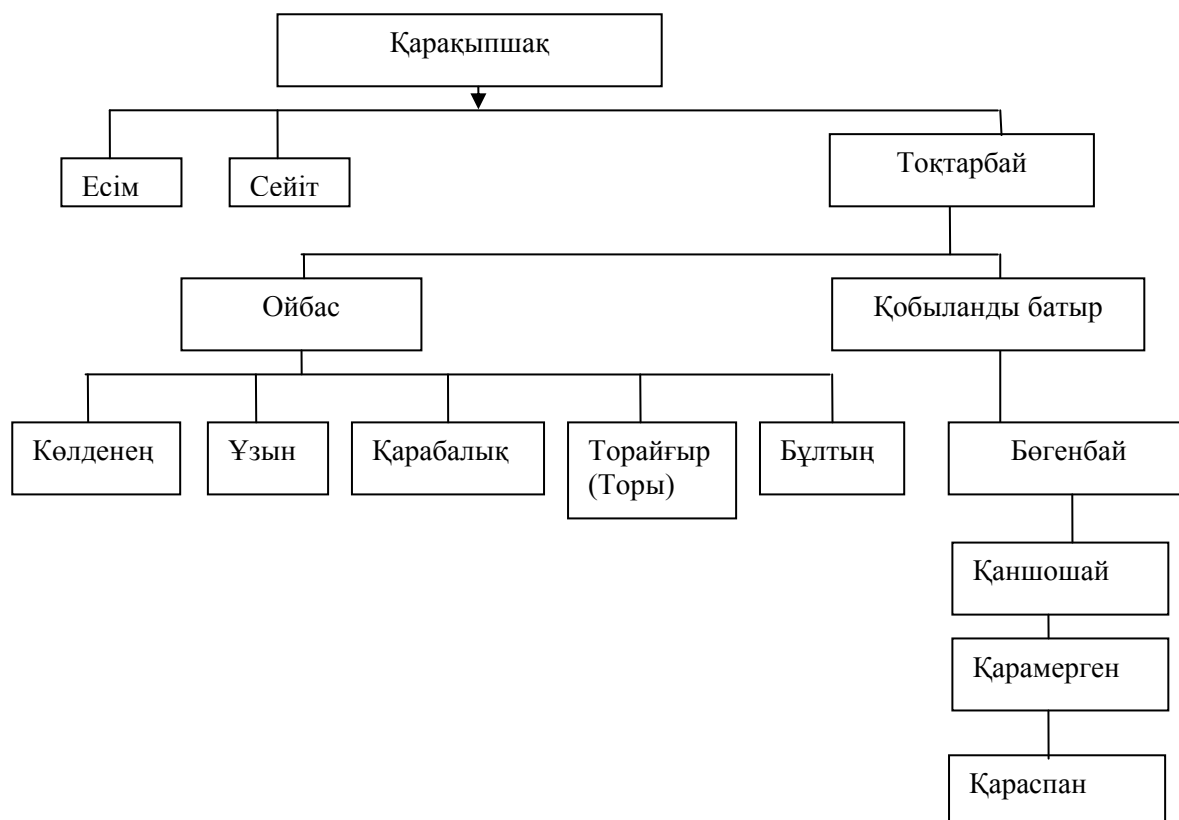 Қарақыпшақ
Есім
Сейіт
Тоқтарбай
Ойбас
Қобыланды батыр
Көлденең
Ұзын
Қарабалық
Торайғыр
(Торы)
Бұлтың
Бөгенбай
Қаншошай
Қарамерген
Қараспан